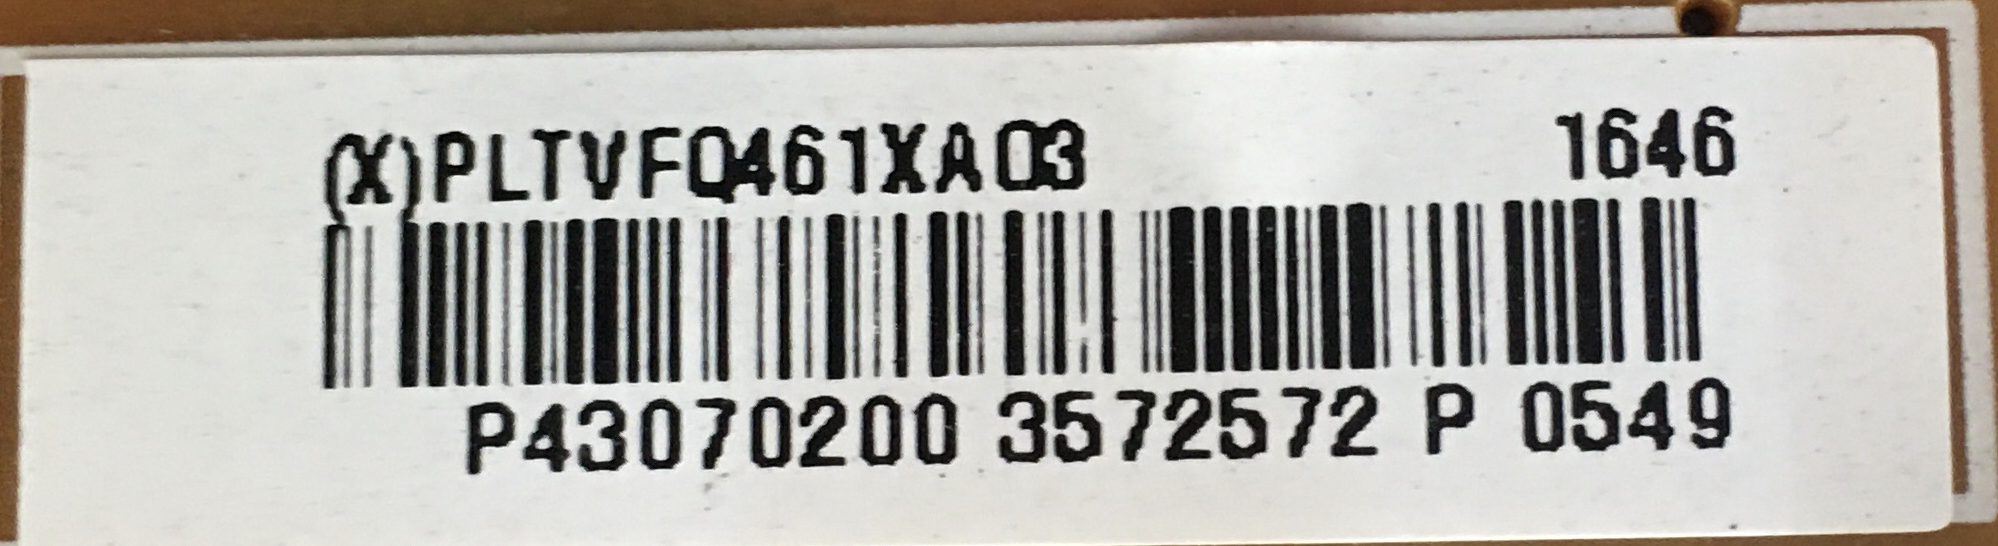 (X)PLTVFQ461XA03 1646
P43070200 3572572 P 0549